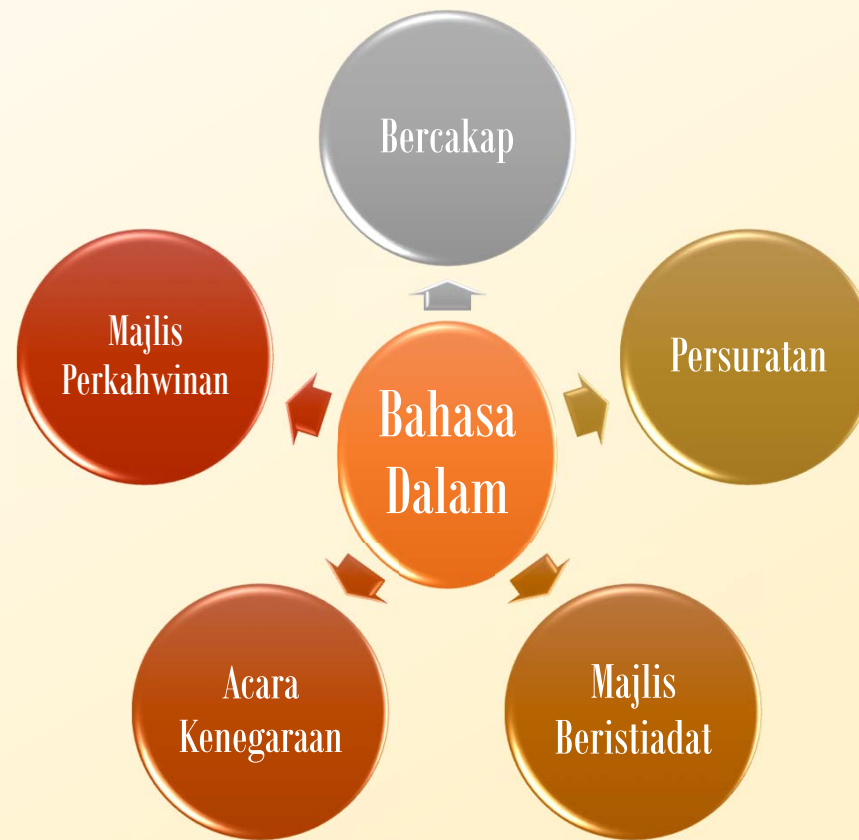 Bercakap
Majlis
Perkahwinan
Persuratan
Bahasa
Dalam
Acara
Kenegaraan
Majlis
Beristiadat